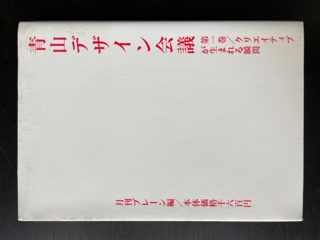 青山デザイン会議
第一巻／クリエイティブ
が生まれる瞬間
月刊ブレーン編／本体価格千六百円